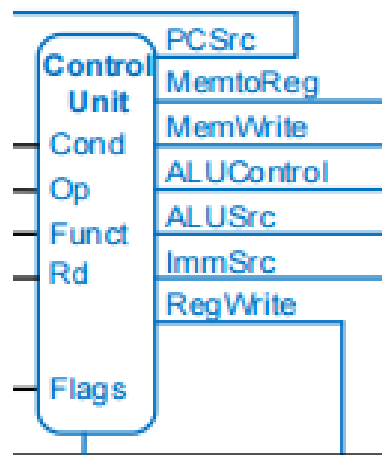 PCSrc
Control
Unit
MemtoReg
MemWrite
Cond
ALUControl
Op
ALUSrc
Funct
ImmSrc
Rd
RegWrite
Flags